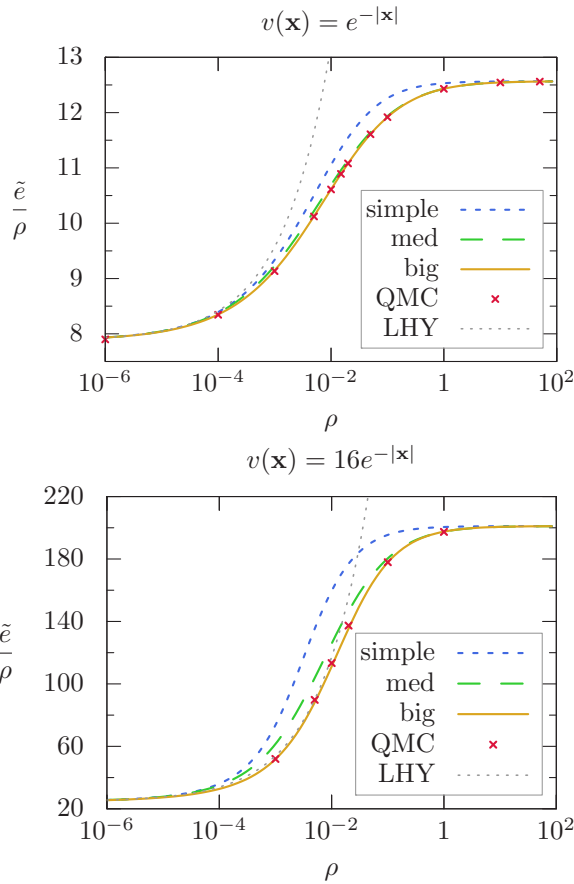 v(x) = e^{-|x|}
13
12
11
10
9
8
ẽ/ρ
simple
med
big
QMC
LHY
10^{-6} 10^{-4} 10^{-2} 1 10^2
ρ
v(x) = 16e^{-|x|}
220
180
140
100
60
20
ẽ/ρ
simple
med
big
QMC
LHY
10^{-6} 10^{-4} 10^{-2} 1 10^2
ρ